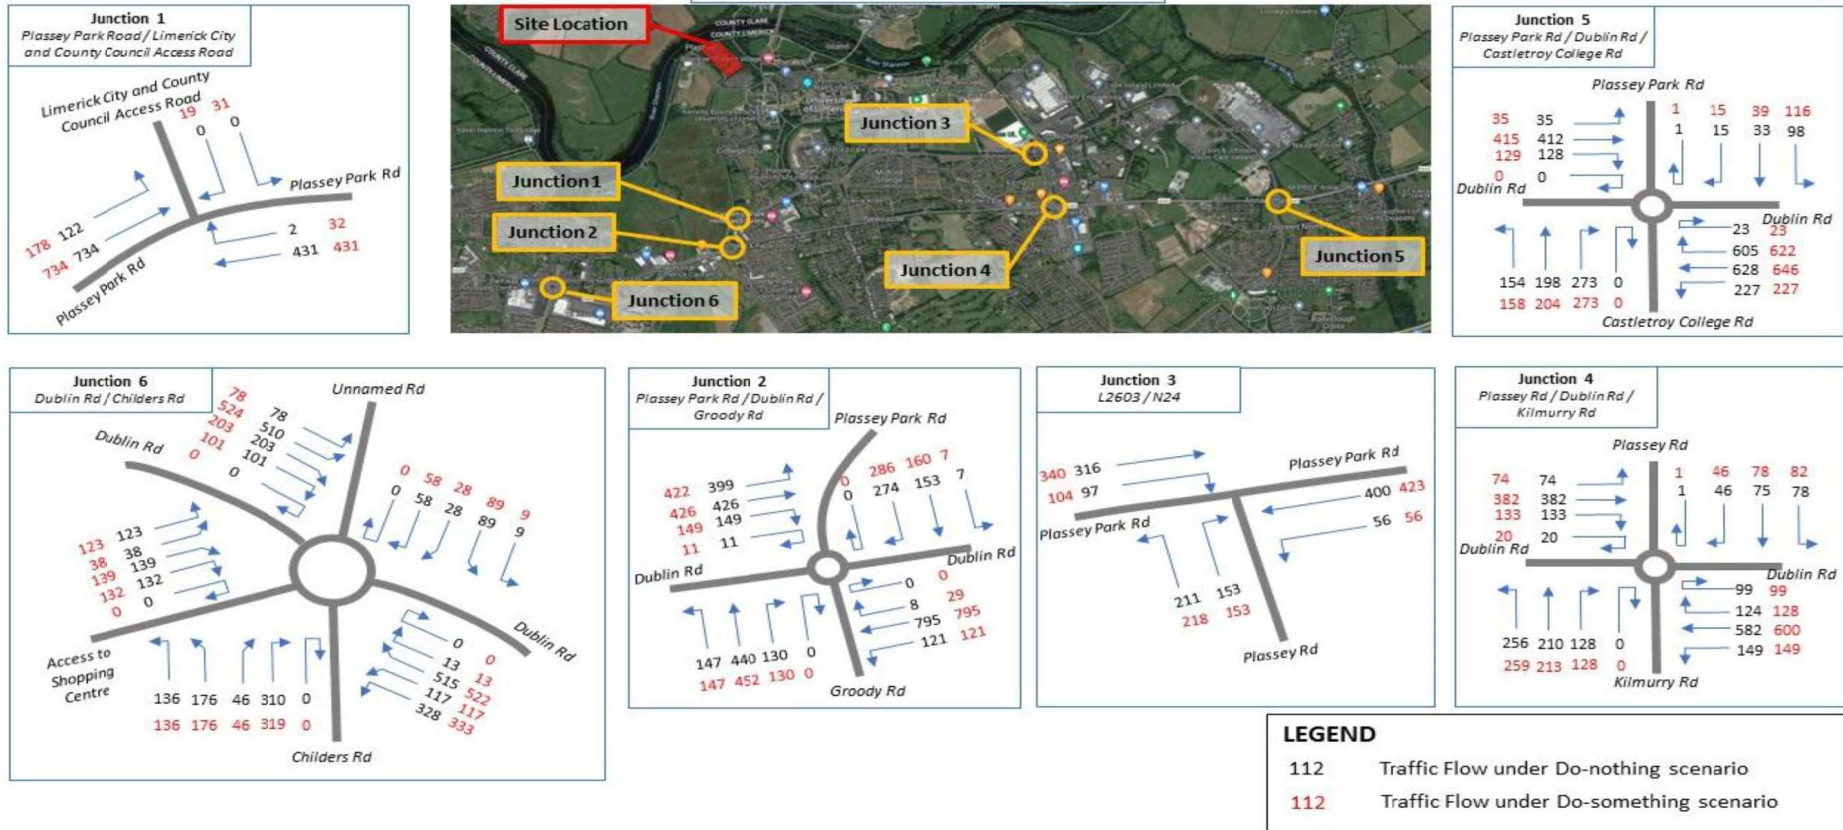 Junction 1
Plassey Park Road / Limerick City
and County Council Access Road
Limerick City and County
Council Access Road
19 31
0 0
Plassey Park Rd
178 122
734 734
2 32
431 431
Plassey Park Rd
Site Location
COUNTY CLARE
COUNTY LIMERICK
COUNTY CLARE
COUNTY LIMERICK
Junction 3
Junction 1
Junction 2
Junction 4
Junction 5
Junction 6
Junction 5
Plassey Park Rd / Dublin Rd /
Castletroy College Rd
Plassey Park Rd
35 35
415 412
129 128
0 0
1 15 39 116
1 15 33 98
Dublin Rd
Dublin Rd
23 23
605 622
628 646
227 227
154 198 273 0
158 204 273 0
Castletroy College Rd
Junction 6
Dublin Rd / Childers Rd
Unnamed Rd
Dublin Rd
78 78
524 510
203 203
101 101
0 0
0 58 28 89 9
0 58 28 89 9
123 123
38 38
139 139
132 132
0 0
Access to
Shopping
Centre
Dublin Rd
0 0
13 13
515 522
117 117
328 333
136 176 46 310 0
136 176 46 319 0
Childers Rd
Junction 2
Plassey Park Rd / Dublin Rd /
Groody Rd
Plassey Park Rd
422 399
426 426
149 149
11 11
0 286 160 7
0 274 153 7
Dublin Rd
Dublin Rd
0 0
8 29
795 795
121 121
147 440 130 0
147 452 130 0
Groody Rd
Junction 3
L2603 / N24
340 316
104 97
Plassey Park Rd
Plassey Park Rd
400 423
56 56
211 153
218 153
Plassey Rd
Junction 4
Plassey Rd / Dublin Rd /
Kilmurry Rd
Plassey Rd
74 74
382 382
133 133
20 20
1 46 78 82
1 46 75 78
Dublin Rd
Dublin Rd
99 99
124 128
582 600
149 149
256 210 128 0
259 213 128 0
Kilmurry Rd
LEGEND
112 Traffic Flow under Do-nothing scenario
112 Traffic Flow under Do-something scenario